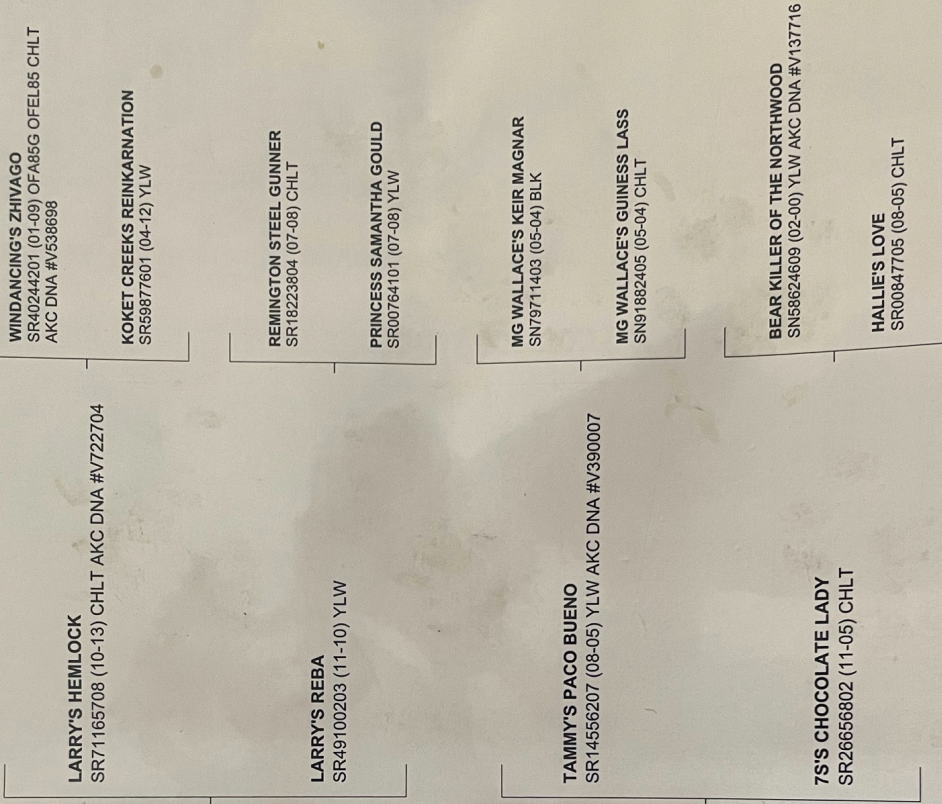 LARRY'S HEMLOCK
SR71165708 (10-13) CHLT AKC DNA #V722704
LARRY'S REBA
SR49100203 (11-10) YLW
TAMMY'S PACO BUENO
SR14556207 (08-05) YLW AKC DNA #V390007
7S'S CHOCOLATE LADY
SR26656802 (11-05) CHLT
WINDANCING'S ZHIVAGO
SR40244201 (01-09) OFA85G OFEL85 CHLT
AKC DNA #V538698
KOKET CREEKS REINKARNATION
SR59877601 (04-12) YLW
REMINGTON STEEL GUNNER
SR18223804 (07-08) CHLT
PRINCESS SAMANTHA GOULD
SR00764101 (07-08) YLW
MG WALLACE'S KEIR MAGNAR
SN79711403 (05-04) BLK
MG WALLACE'S GUINESS LASS
SN91882405 (05-04) CHLT
BEAR KILLER OF THE NORTHWOOD
SN58624609 (02-00) YLW AKC DNA #V137716
HALLIE'S LOVE
SR00847705 (08-05) CHLT